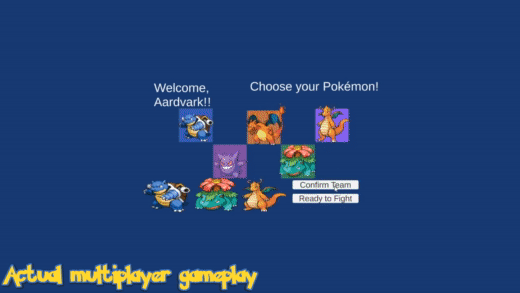 Welcome,
Aardvark!!
Choose your Pokémon!
Confirm Team
Ready to Fight
Actual multiplayer gameplay